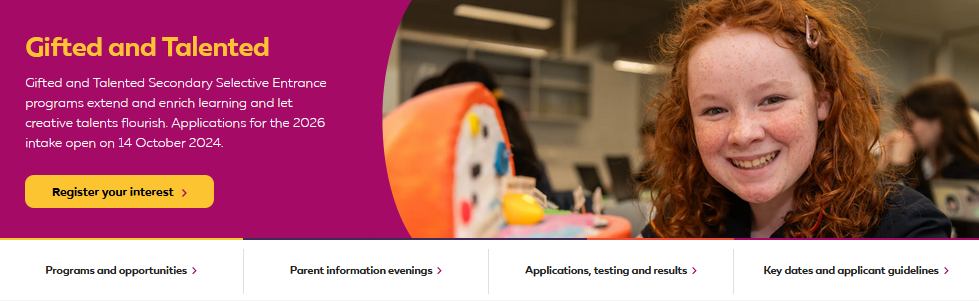 Gifted and Talented
Gifted and Talented Secondary Selective Entrance
programs extend and enrich learning and let
creative talents flourish. Applications for the 2026
intake open on 14 October 2024.
Register your interest
Programs and opportunities
Parent information evenings
Applications, testing and results
Key dates and applicant guidelines